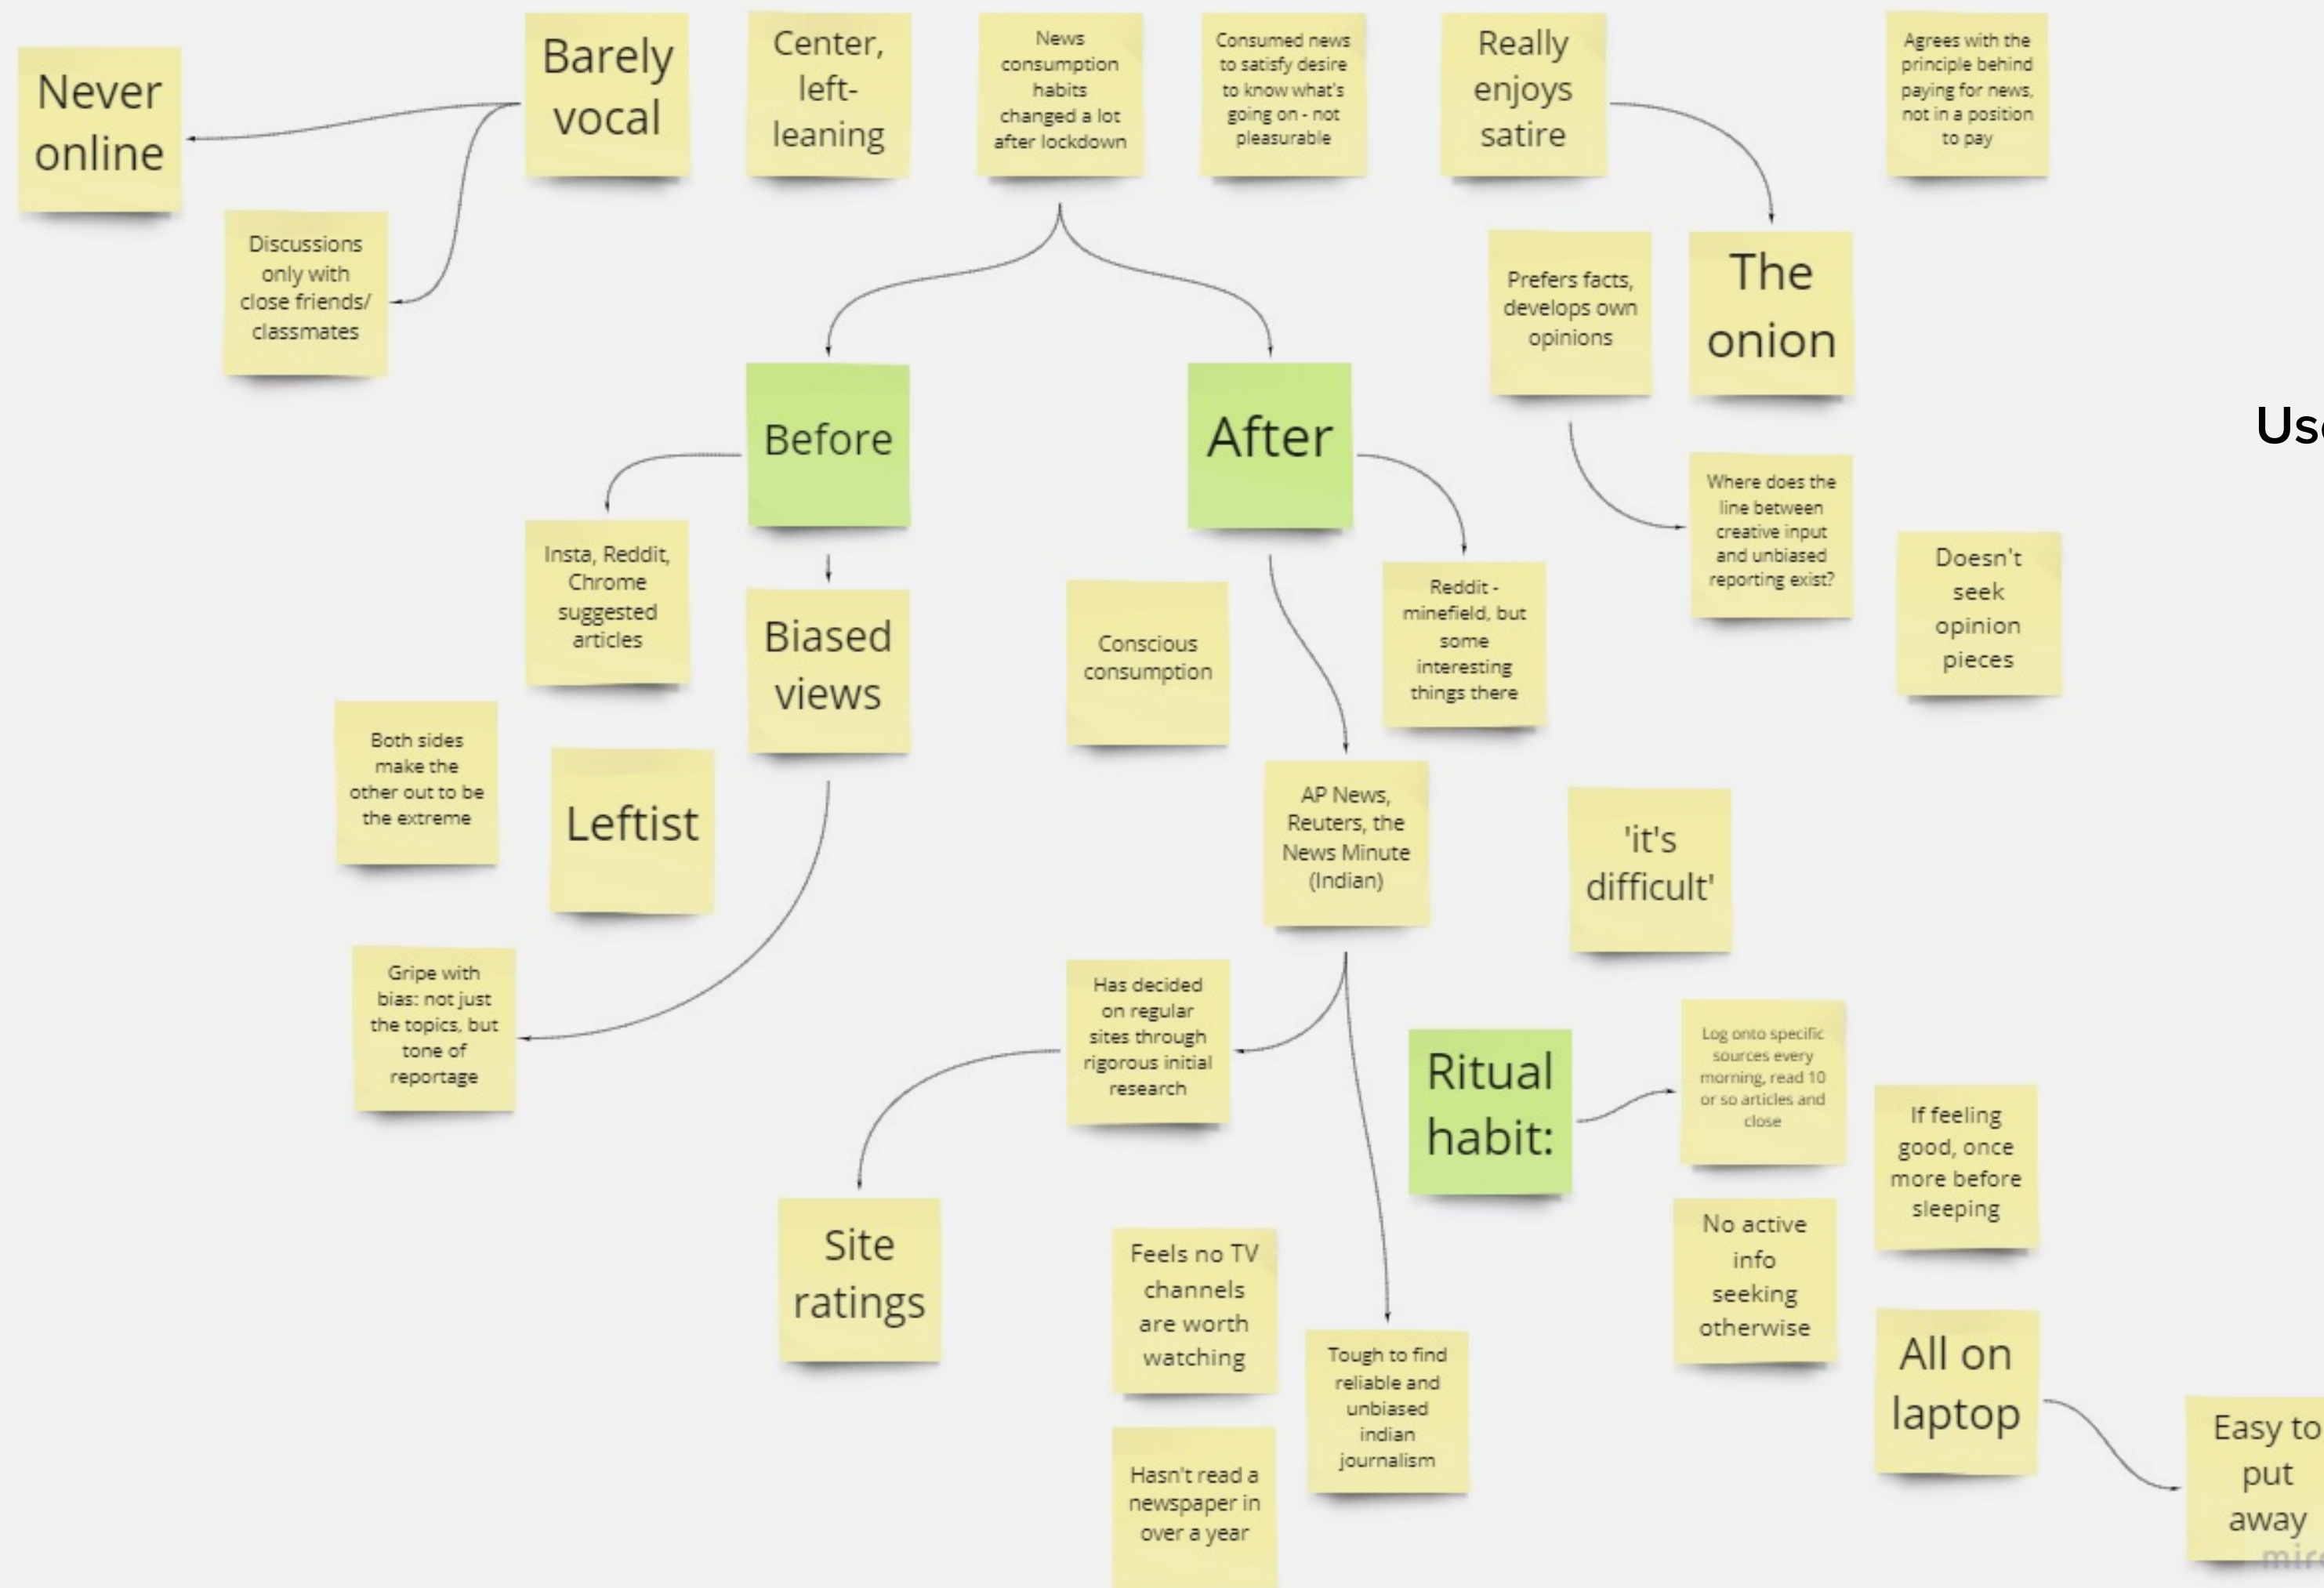 Never
online
Barely
vocal
Center,
left-
leaning
News
consumption
habits
changed a lot
after lockdown
Consumed news
to satisfy desire
to know what's
going on - not
pleasurable
Really
enjoys
satire
Agrees with the
principle behind
paying for news,
not in a position
to pay
Discussions
only with
close friends/
classmates
Prefers facts,
develops own
opinions
The
onion
Before
After
Where does the
line between
creative input
and unbiased
reporting exist?
Insta, Reddit,
Chrome
suggested
articles
Biased
views
Conscious
consumption
Reddit -
minefield, but
some
interesting
things there
Doesn't
seek
opinion
pieces
Both sides
make the
other out to be
the extreme
Leftist
AP News,
Reuters, the
News Minute
(Indian)
'it's
difficult'
Gripe with
bias: not just
the topics, but
tone of
reportage
Has decided
on regular
sites through
rigorous initial
research
Ritual
habit:
Log onto specific
sources every
morning, read 10
or so articles and
close
If feeling
good, once
more before
sleeping
Site
ratings
Feels no TV
channels
are worth
watching
No active
info
seeking
otherwise
Tough to find
reliable and
unbiased
indian
journalism
All on
laptop
Hasn't read a
newspaper in
over a year
Easy to
put
away